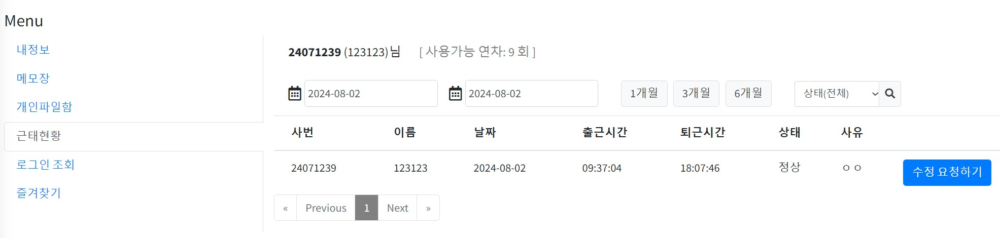 Menu
내정보
메모장
개인파일함
근태현황
로그인 조회
즐겨찾기
24071239 (123123)님 [ 사용가능 연차: 9 회 ]
2024-08-02 2024-08-02 1개월 3개월 6개월 상태(전체)
사번 이름 날짜 출근시간 퇴근시간 상태 사유
24071239 123123 2024-08-02 09:37:04 18:07:46 정상 ㅇㅇ 수정 요청하기
« Previous 1 Next »